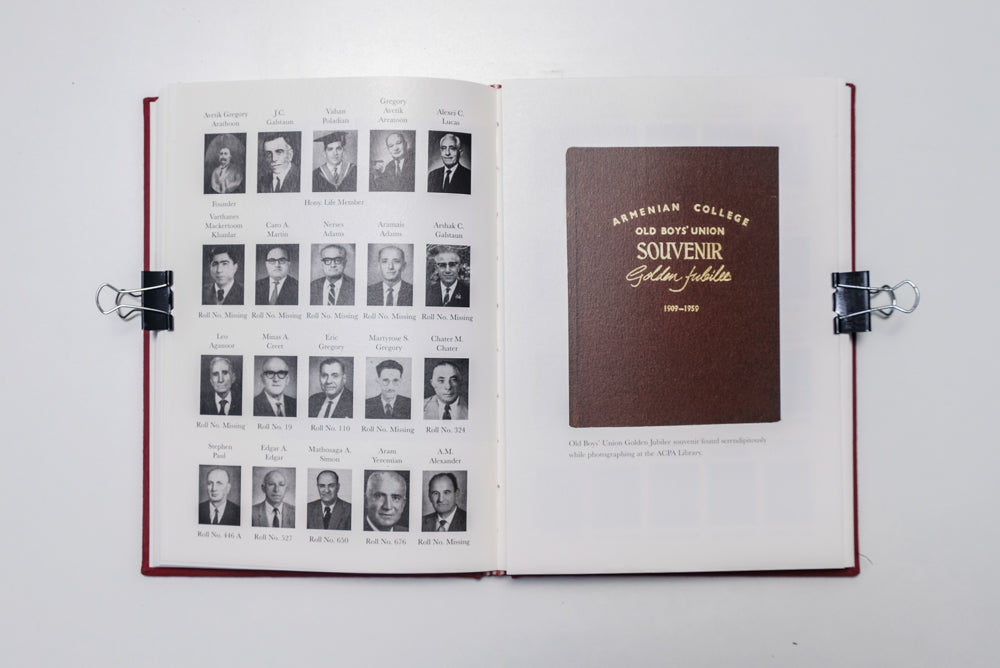 Avetik Gregory
Arathoon
J.C.
Galstaun
Vahan
Poladian
Gregory
Avetik
Arratoon
Alexei C.
Lucas
Founder
Hony. Life Member
Varthanes
Mackertoom
Khanlar
Caro A.
Martin
Nerses
Adams
Aramais
Adams
Arshak C.
Galstaun
Roll No. Missing
Roll No. Missing
Roll No. Missing
Roll No. Missing
Roll No. Missing
Leo
Aganoor
Minas A.
Creet
Eric
Gregory
Martyrose S.
Gregory
Chater M.
Chater
Roll No. Missing
Roll No. 19
Roll No. 110
Roll No. Missing
Roll No. 324
Stephen
Paul
Edgar A.
Edgar
Mathusaga A.
Simon
Aram
Yeremian
A.M.
Alexander
Roll No. 446 A
Roll No. 527
Roll No. 650
Roll No. 676
Roll No. Missing
ARMENIAN COLLEGE
OLD BOYS' UNION
SOUVENIR
Golden Jubilee
1909–1959
Old Boys' Union Golden Jubilee souvenir found serendipitously
while photographing at the ACPA Library.